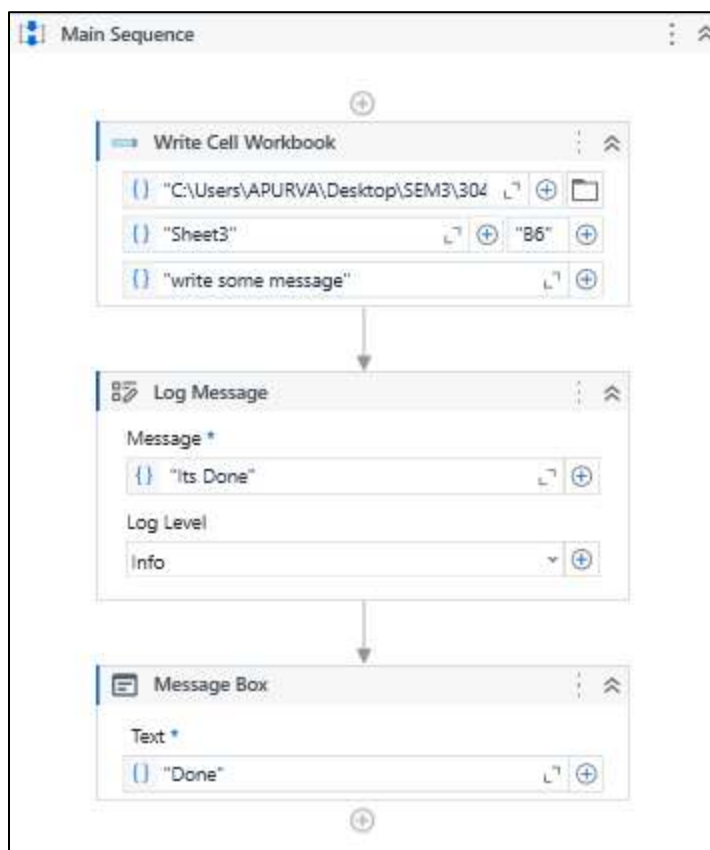 Main Sequence
Write Cell Workbook
"C:\Users\APURVA\Desktop\SEM3\304
"Sheet3" "B6"
"write some message"
Log Message
Message *
"Its Done"
Log Level
Info
Message Box
Text *
"Done"